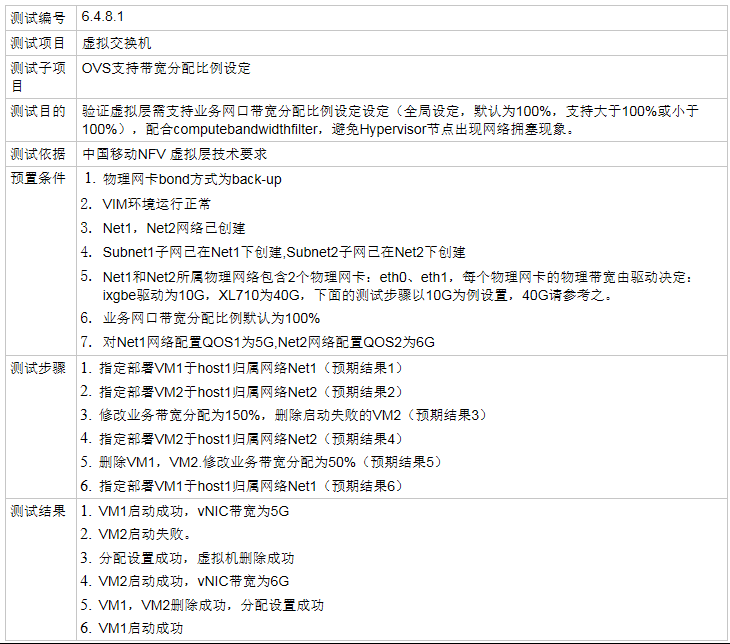 测试编号 6.4.8.1
测试项目 虚拟交换机
测试子项目 OVS支持带宽分配比例设定
测试目的 验证虚拟层需支持业务网口带宽分配比例设定设定（全局设定，默认为100%，支持大于100%或小于
100%），配合computebandwidthfilter，避免Hypervisor节点出现网络拥塞现象。
测试依据 中国移动NFV 虚拟层技术要求
预置条件 1. 物理网卡bond方式为back-up
2. VIM环境运行正常
3. Net1，Net2网络已创建
4. Subnet1子网已在Net1下创建,Subnet2子网已在Net2下创建
5. Net1和Net2所属物理网络包含2个物理网卡：eth0、eth1，每个物理网卡的物理带宽由驱动决定：
ixgbe驱动为10G，XL710为40G，下面的测试步骤以10G为例设置，40G请参考之。
6. 业务网口带宽分配比例默认为100%
7. 对Net1网络配置QOS1为5G,Net2网络配置QOS2为6G
测试步骤 1. 指定部署VM1于host1归属网络Net1（预期结果1）
2. 指定部署VM2于host1归属网络Net2（预期结果2）
3. 修改业务带宽分配为150%，删除启动失败的VM2（预期结果3）
4. 指定部署VM2于host1归属网络Net2（预期结果4）
5. 删除VM1，VM2.修改业务带宽分配为50%（预期结果5）
6. 指定部署VM1于host1归属网络Net1（预期结果6）
测试结果 1. VM1启动成功，vNIC带宽为5G
2. VM2启动失败。
3. 分配设置成功，虚拟机删除成功
4. VM2启动成功，vNIC带宽为6G
5. VM1，VM2删除成功，分配设置成功
6. VM1启动成功